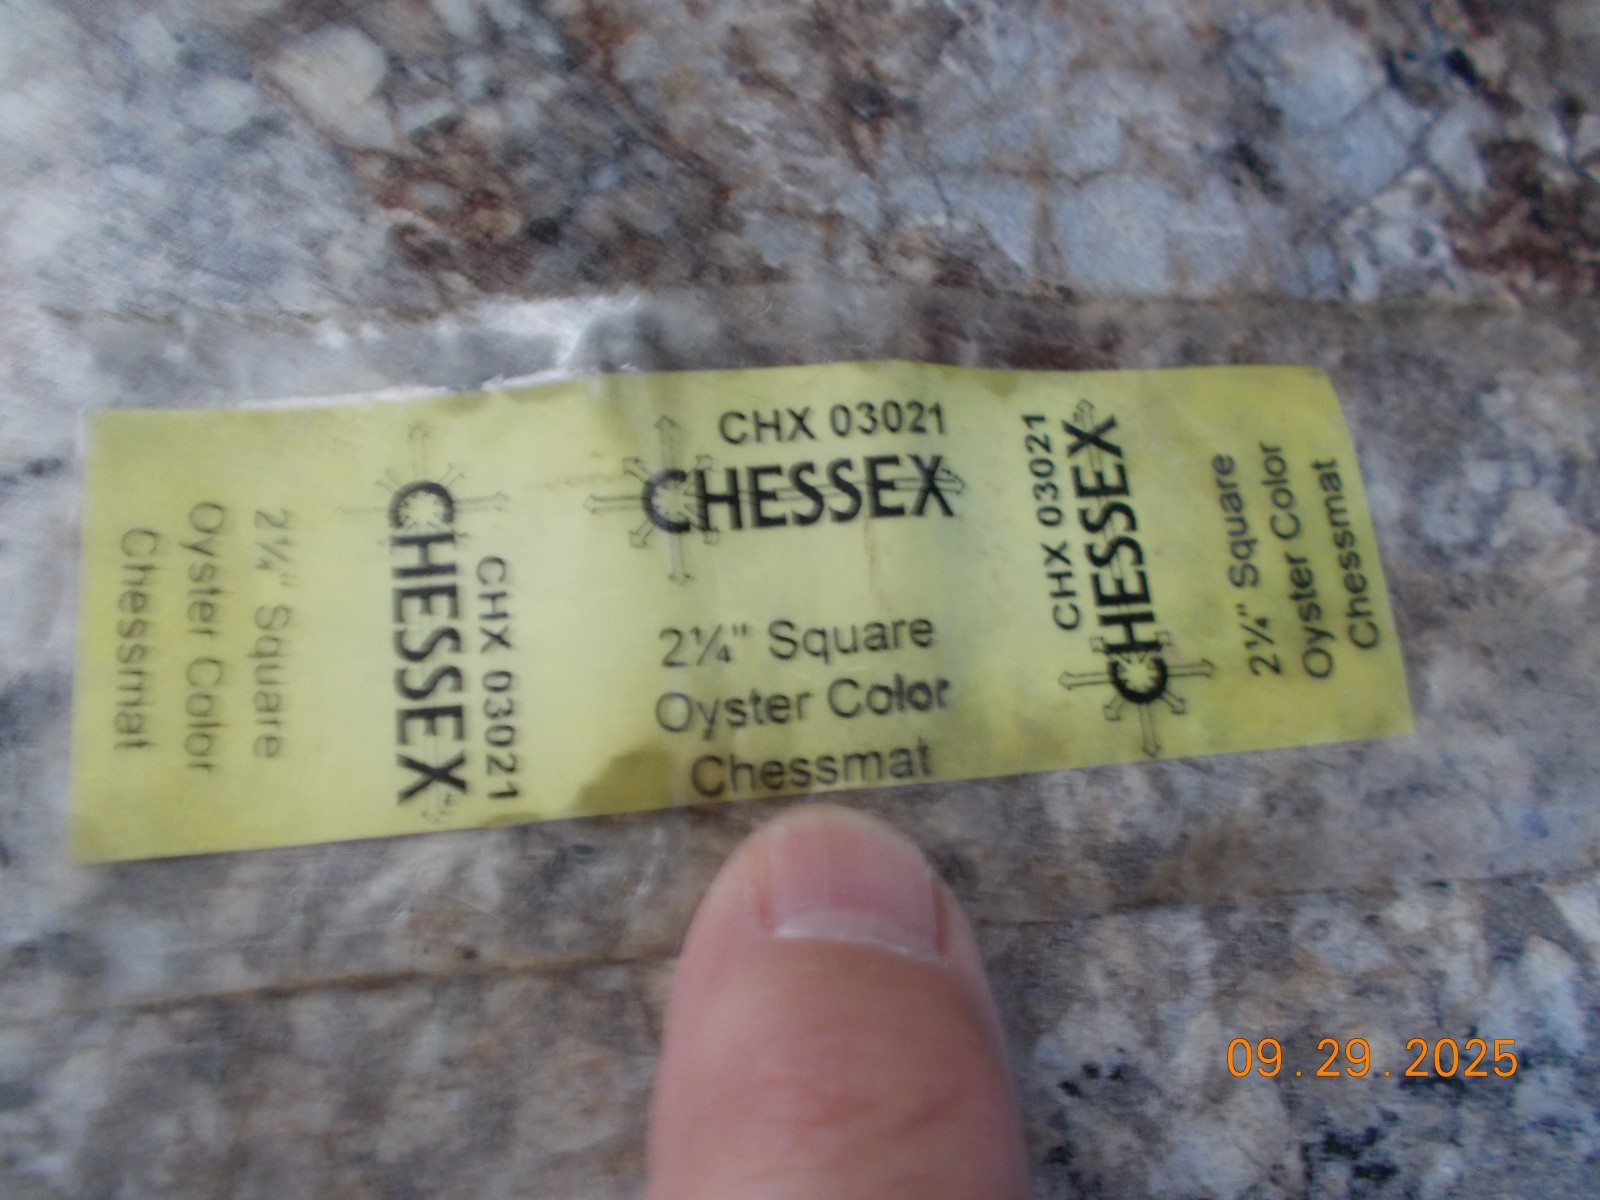 2¼" Square
Oyster Color
Chessmat
CHESSEX
CHX 03021
CHX 03021
CHESSEX
2¼" Square
Oyster Color
Chessmat
CHX 03021
CHESSEX
2¼" Square
Oyster Color
Chessmat
09.29.2025